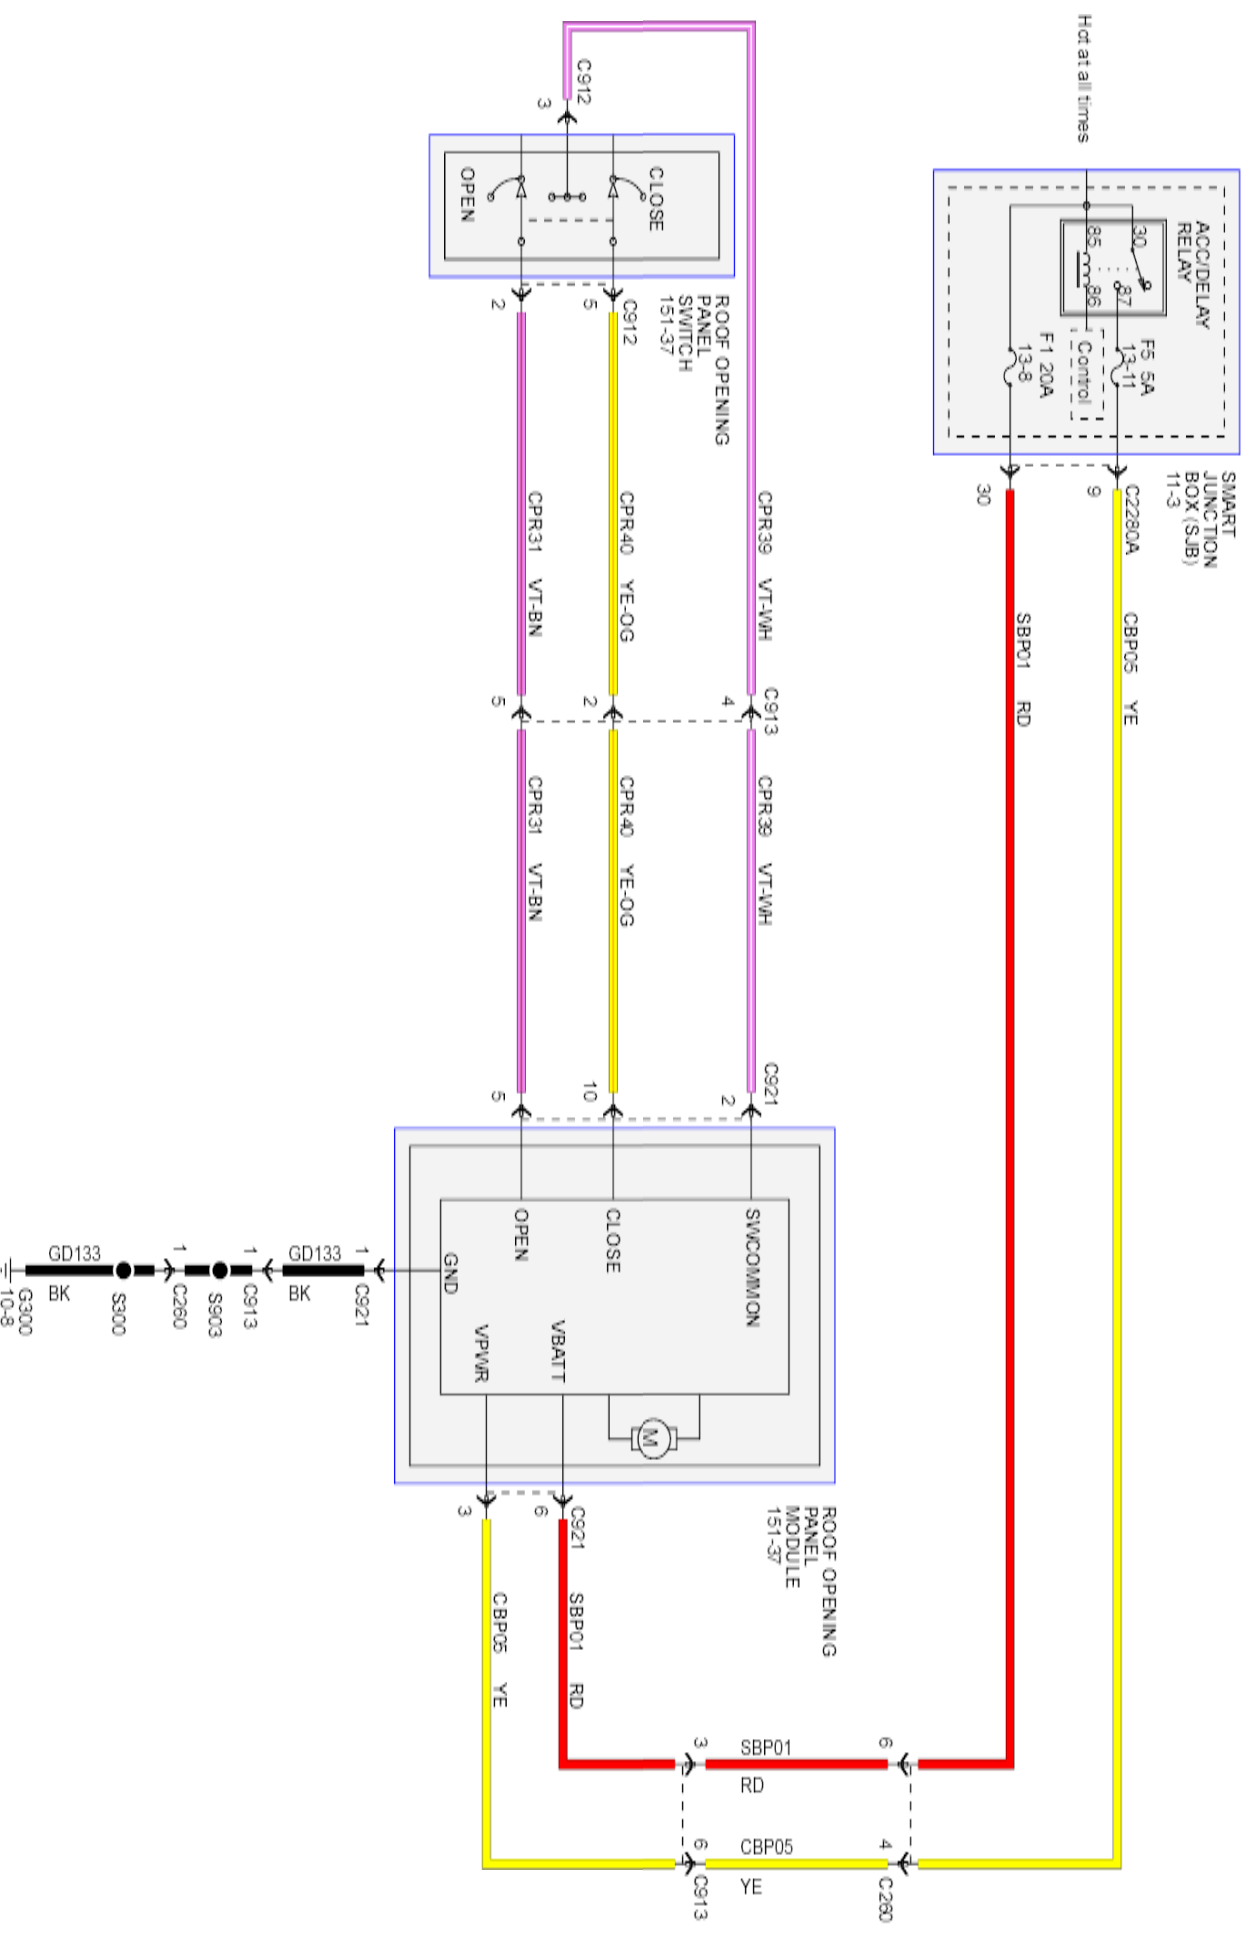 Hot at all times
ACC/DELAY
RELAY
30
85
86
87
F5 5A
13-11
Control
F1 20A
13-8
SMART
JUNCTION
BOX (SJB)
11-3
C2280A
9
30
CBP05 YE
SBP01 RD
C912
3
CLOSE
OPEN
ROOF OPENING
PANEL
SWITCH
151-37
C912
5
2
CPR39 VT-WH
CPR40 YE-OG
CPR31 VT-BN
C913
4
2
5
CPR39 VT-WH
CPR40 YE-OG
CPR31 VT-BN
C921
2
10
5
SWCOMMON
CLOSE
OPEN
GND
VBATT
VPWR
M
ROOF OPENING
PANEL
MODULE
151-37
C921
6
3
SBP01 RD
CBP05 YE
3
SBP01
RD
6
6
CBP05
YE
4
C913
C260
1
C921
GD133
BK
1
C913
S903
1
C260
S300
GD133
BK
G300
10-8